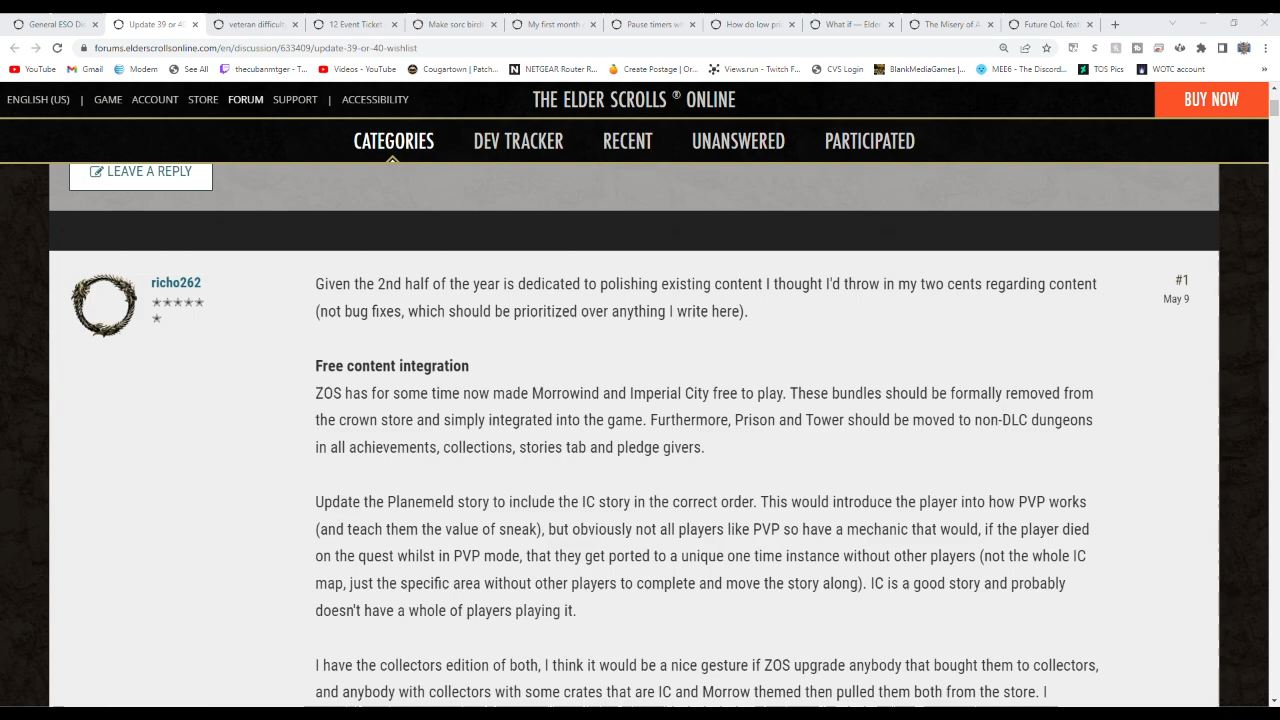 General ESO Di
Update 39 or 40
veteran difficult
12 Event Ticket
Make sorc birds
My first month
Pause timers w
How do low pri
What if — Elder
The Misery of A
Future QoL feat
forums.elderscrollsonline.com/en/discussion/633409/update-39-or-40-wishlist
YouTube
Gmail
Modem
See All
thecubanmtger - T...
Videos - YouTube
Cougartown | Patch...
NETGEAR Router R...
Create Postage | Or...
Views.run - Twitch F...
CVS Login
BlankMediaGames |...
MEE6 - The Discord...
TOS Pics
WOTC account
»
ENGLISH (US) | GAME ACCOUNT STORE FORUM SUPPORT | ACCESSIBILITY
THE ELDER SCROLLS ® ONLINE
BUY NOW
CATEGORIES DEV TRACKER RECENT UNANSWERED PARTICIPATED
LEAVE A REPLY
richo262
#1
May 9
Given the 2nd half of the year is dedicated to polishing existing content I thought I'd throw in my two cents regarding content
(not bug fixes, which should be prioritized over anything I write here).
Free content integration
ZOS has for some time now made Morrowind and Imperial City free to play. These bundles should be formally removed from
the crown store and simply integrated into the game. Furthermore, Prison and Tower should be moved to non-DLC dungeons
in all achievements, collections, stories tab and pledge givers.
Update the Planemeld story to include the IC story in the correct order. This would introduce the player into how PVP works
(and teach them the value of sneak), but obviously not all players like PVP so have a mechanic that would, if the player died
on the quest whilst in PVP mode, that they get ported to a unique one time instance without other players (not the whole IC
map, just the specific area without other players to complete and move the story along). IC is a good story and probably
doesn't have a whole of players playing it.
I have the collectors edition of both, I think it would be a nice gesture if ZOS upgrade anybody that bought them to collectors,
and anybody with collectors with some crates that are IC and Morrow themed then pulled them both from the store. I